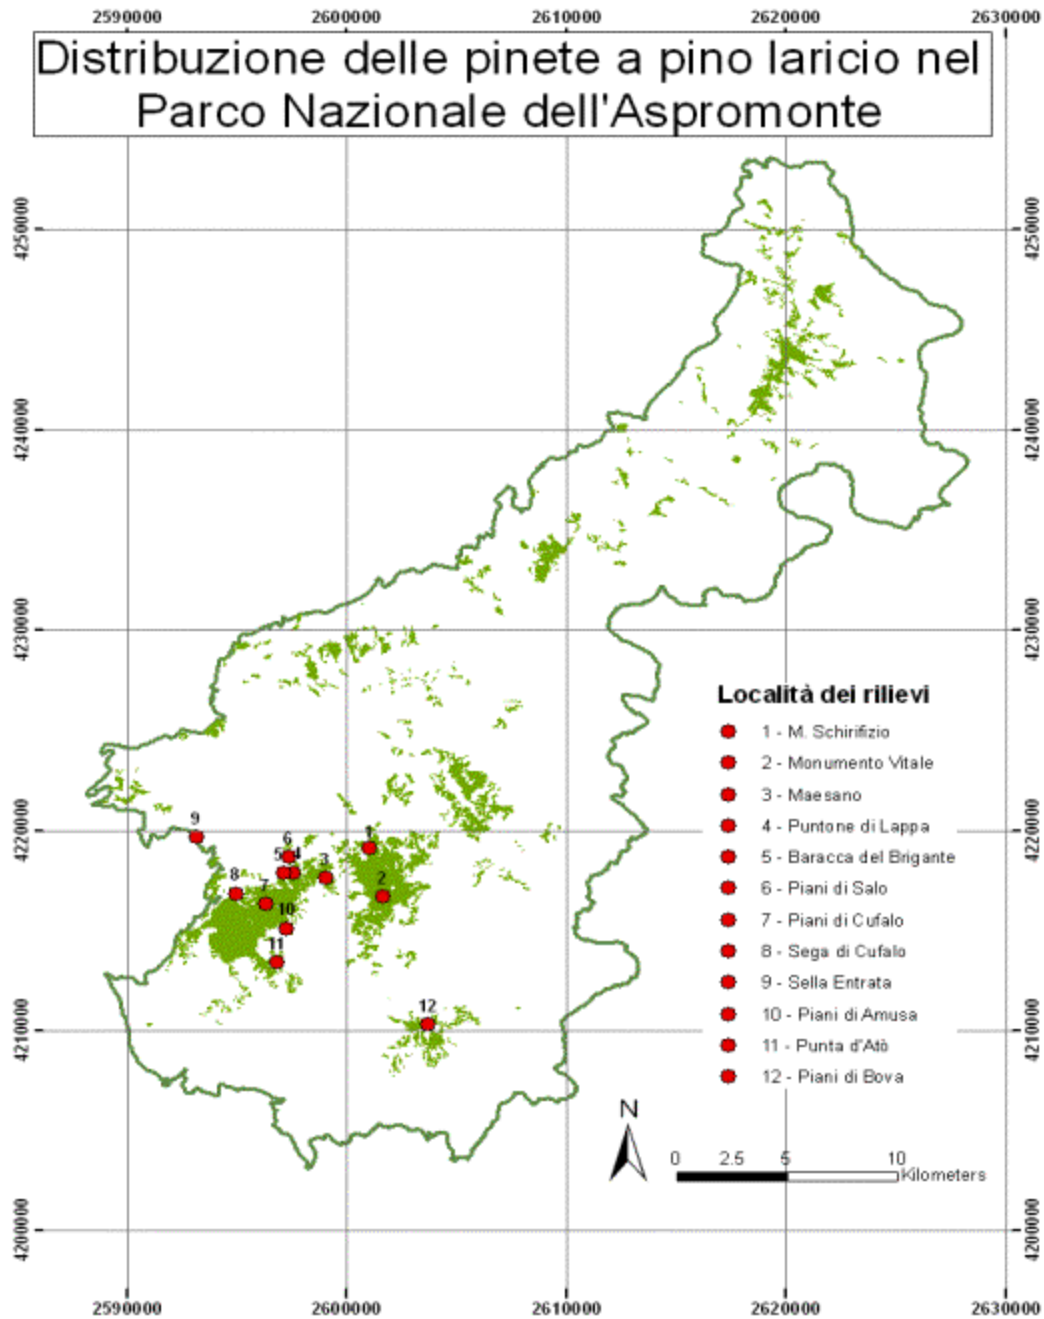 2590000 2600000 2610000 2620000 2630000
Distribuzione delle pinete a pino laricio nel
Parco Nazionale dell'Aspromonte
4250000 4250000
4240000 4240000
4230000 4230000
Località dei rilievi
1 - M. Schirifizio
2 - Monumento Vitale
3 - Maesano
4 - Puntone di Lappa
5 - Baracca del Brigante
6 - Piani di Salo
7 - Piani di Cufalo
8 - Sega di Cufalo
9 - Sella Entrata
10 - Piani di Amusa
11 - Punta d'Atò
12 - Piani di Bova
4220000 4220000
9
6
1
5 4
3
8
7
2
10
11
12
4210000 4210000
N
0 2.5 5 10
Kilometers
4200000 4200000
2590000 2600000 2610000 2620000 2630000